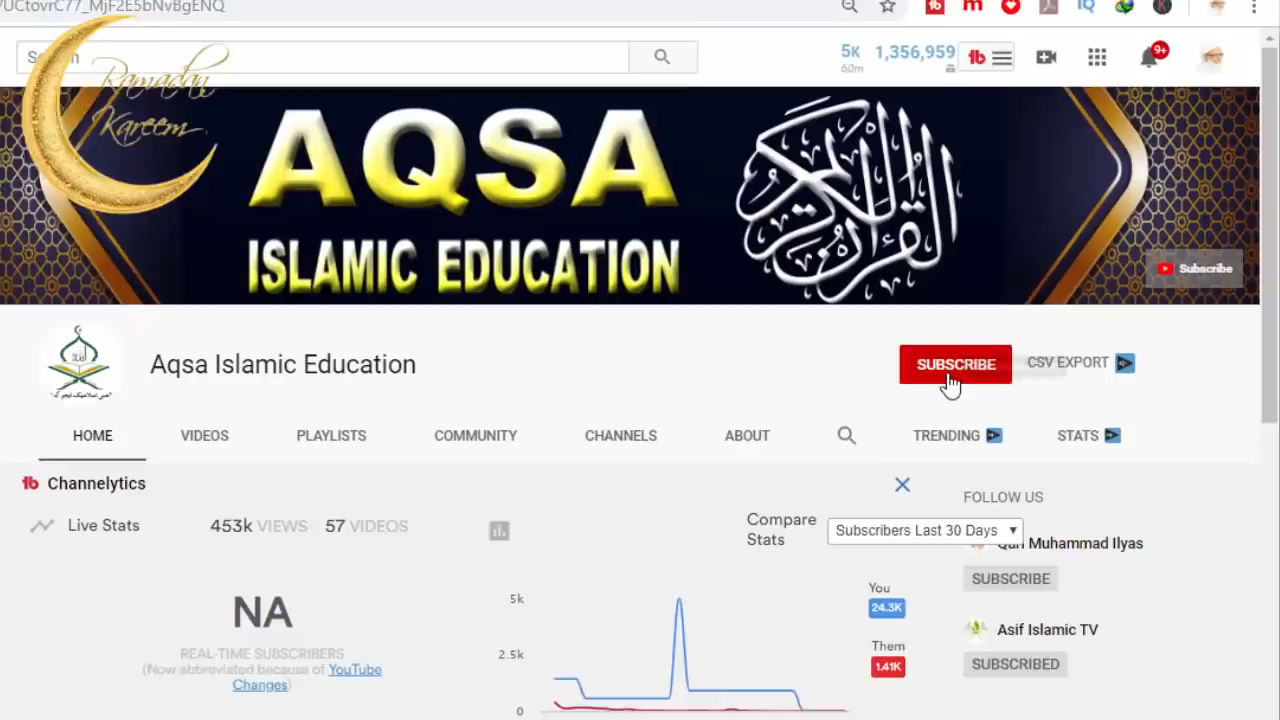 /UCtovrC77_MjF2E5bNvBgENQ
Ramadan
Kareem
5K
60m
1,356,959
9+
AQSA
ISLAMIC EDUCATION
القرآن الكريم
Subscribe
Aqsa Islamic Education
SUBSCRIBE
CSV EXPORT
HOME VIDEOS PLAYLISTS COMMUNITY CHANNELS ABOUT TRENDING STATS
Channelytics
FOLLOW US
Live Stats 453k VIEWS 57 VIDEOS
Compare
Stats
Subscribers Last 30 Days
Muhammad Ilyas
SUBSCRIBE
NA
REAL-TIME SUBSCRIBERS
(Now abbreviated because of YouTube
Changes)
5k
2.5k
0
You
24.3K
Them
1.41K
Asif Islamic TV
SUBSCRIBED